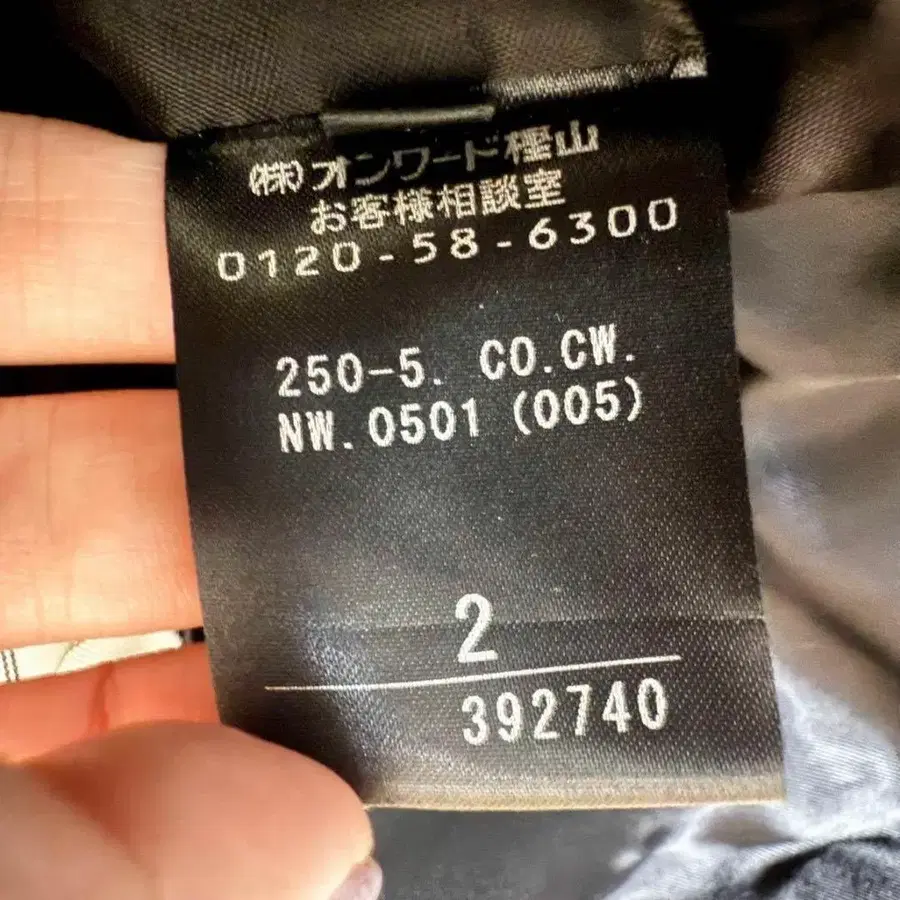 (株)オンワード樫山
お客様相談室
0120-58-6300
250-5. CO.CW.
NW.0501 (005)
2
392740